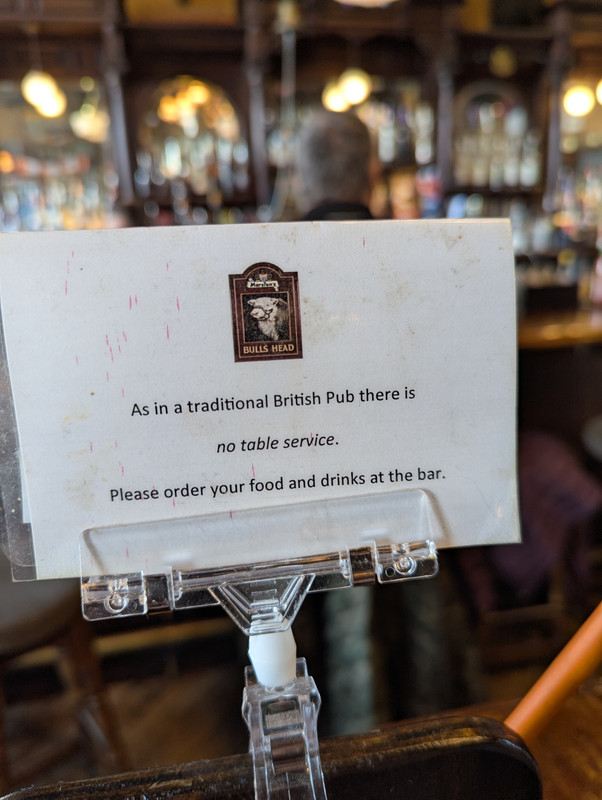 Marston's
BULLS HEAD
As in a traditional British Pub there is
no table service.
Please order your food and drinks at the bar.